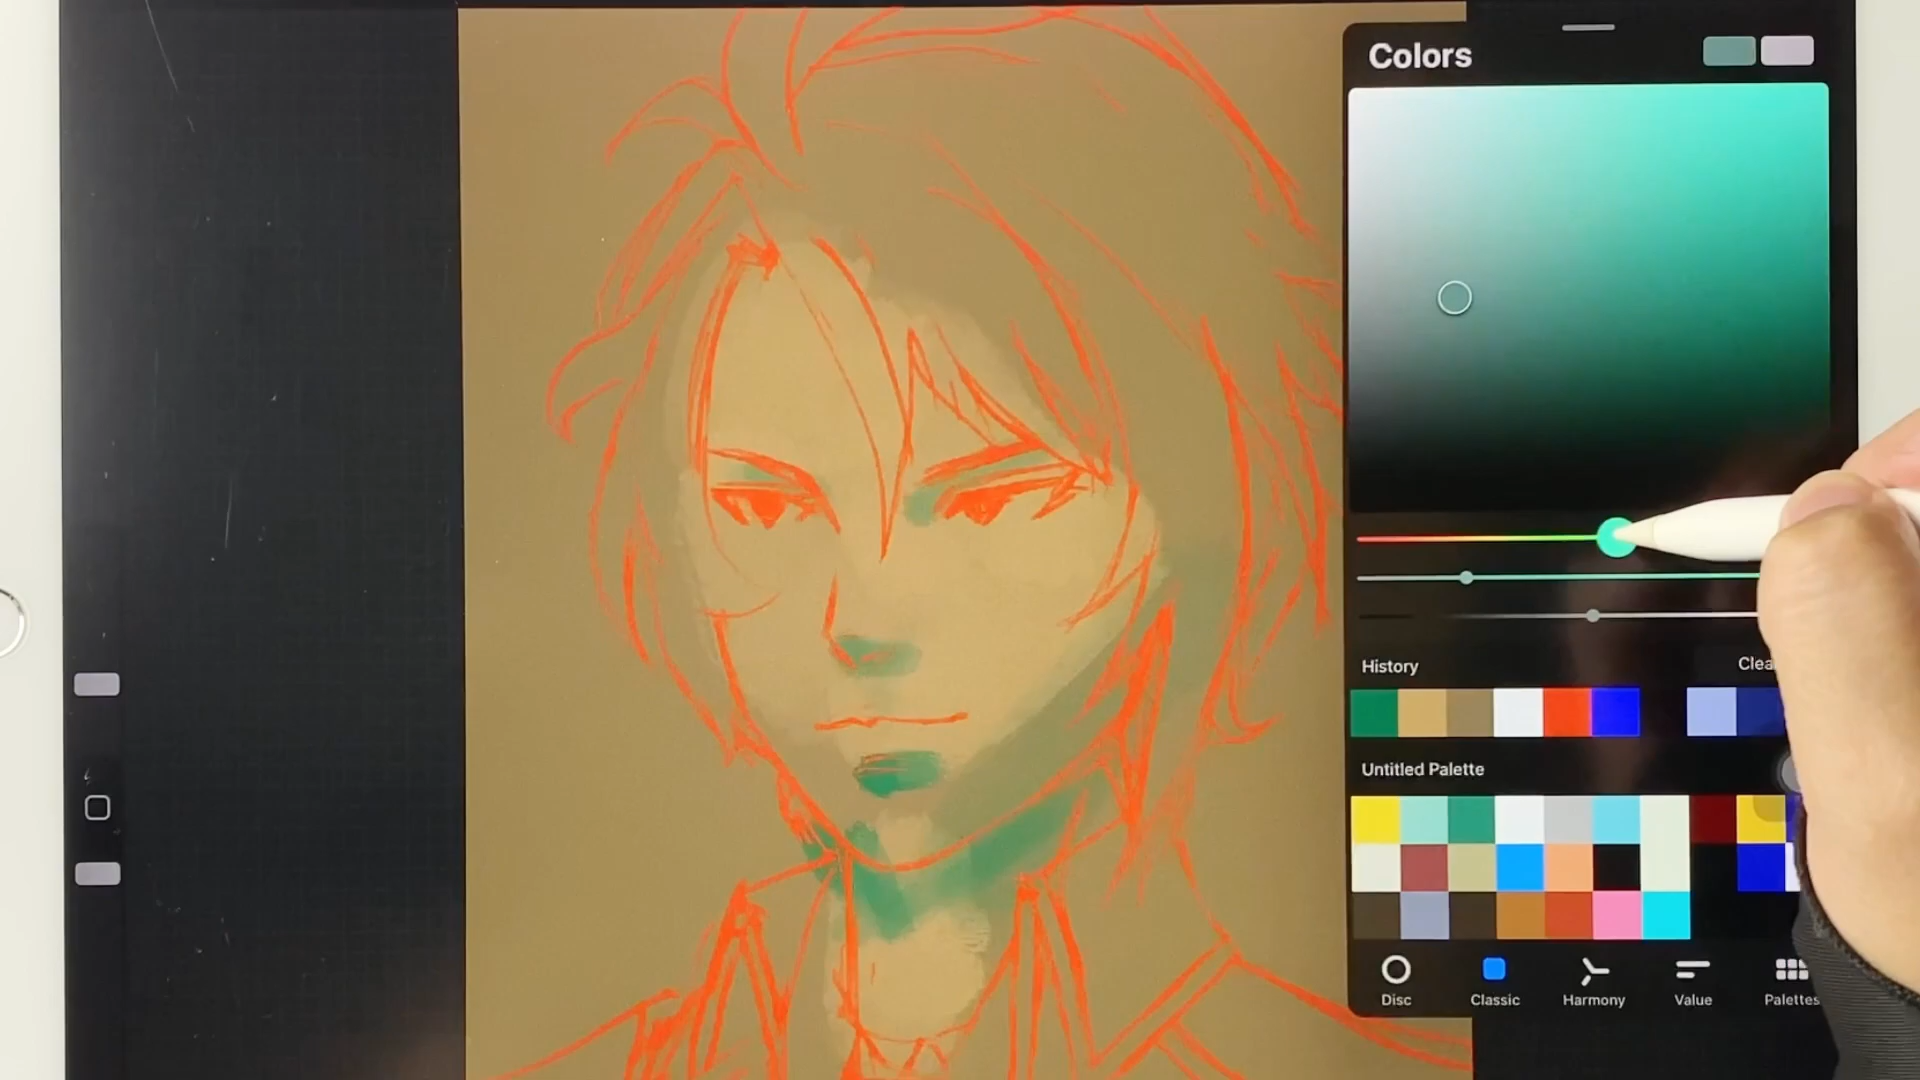 Colors
History
Untitled Palette
Disc
Classic
Harmony
Value
Palettes